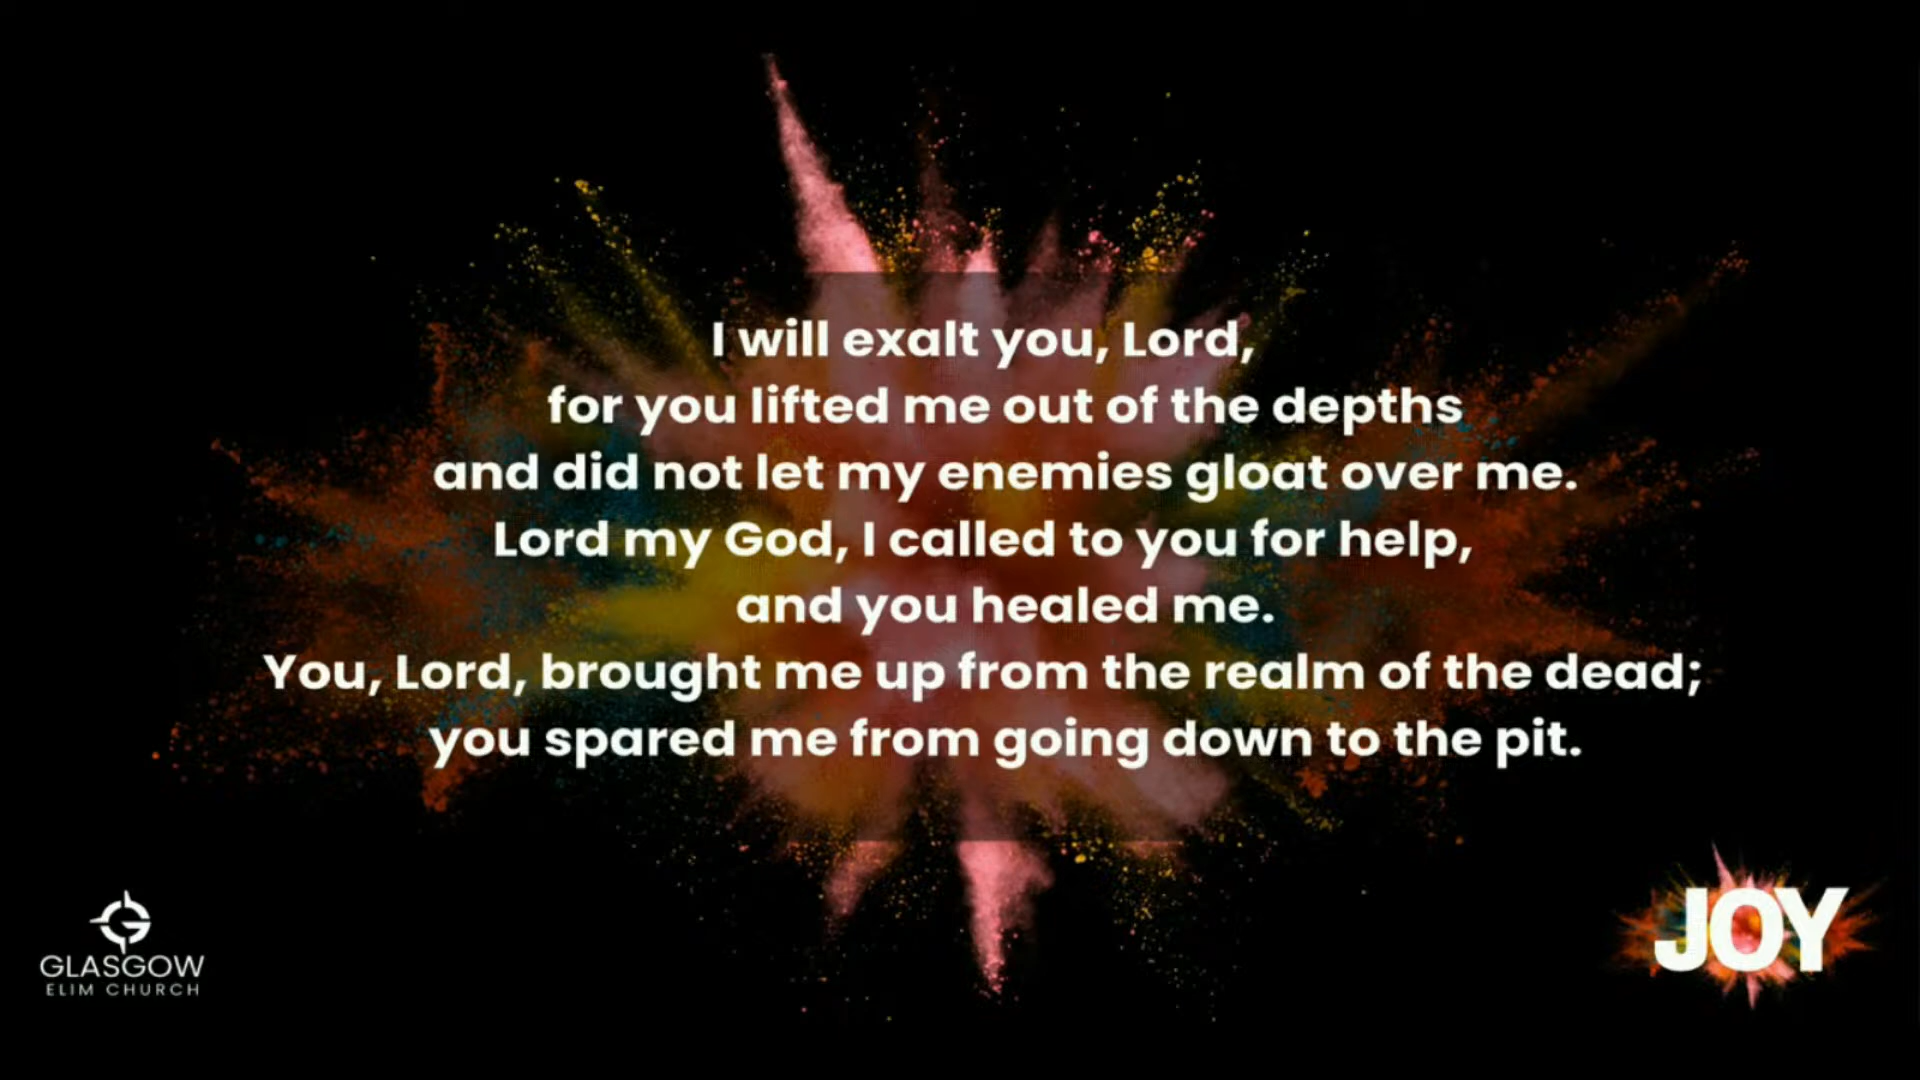 I will exalt you, Lord,
for you lifted me out of the depths
and did not let my enemies gloat over me.
Lord my God, I called to you for help,
and you healed me.
You, Lord, brought me up from the realm of the dead;
you spared me from going down to the pit.
GLASGOW
ELIM CHURCH
JOY